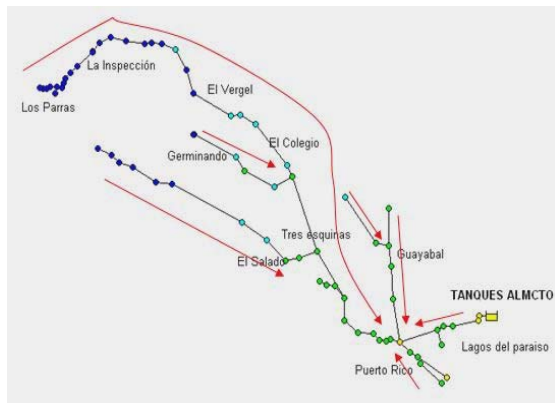 La Inspección
Los Parras
El Vergel
El Colegio
Germinando
Tres esquinas
El Salado
Guayabal
TANQUES ALMCTO
Lagos del paraiso
Puerto Rico